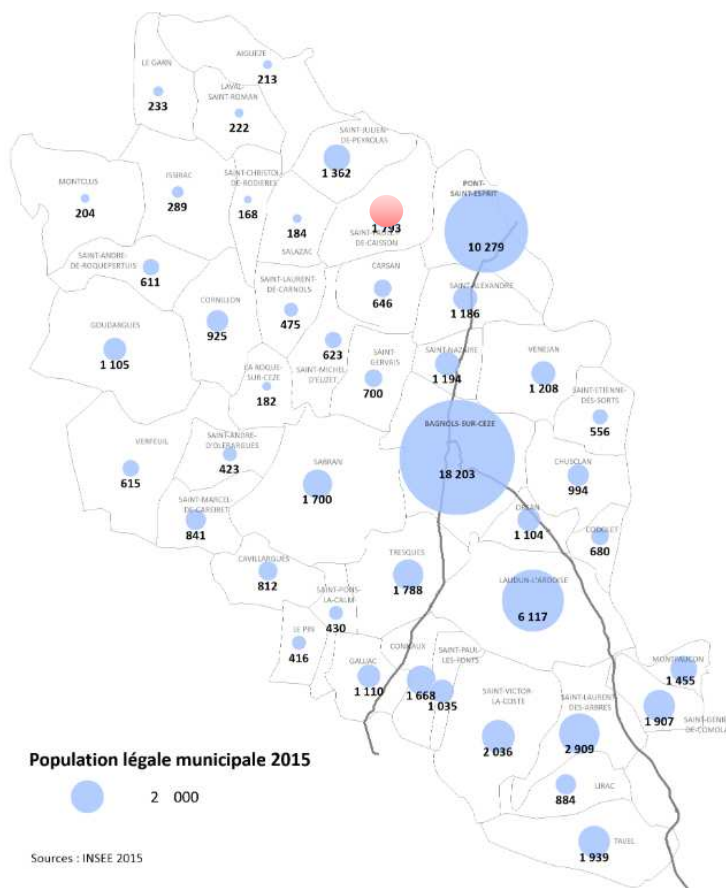 AIGUEZE
213
LE GARN
233
LAVAL-
SAINT-ROMAN
222
SAINT-JULIEN-
DE-PEYROLAS
1 362
MONTCLUS
204
ISSIRAC
289
SAINT-CHRISTOL-
DE-RODIERES
168
184
SALAZAC
1 793
DE-CAISSON
PONT-
SAINT-ESPRIT
10 279
SAINT-ANDRE-
DE-ROQUEPERTUIS
611
CORNILLON
925
SAINT-LAURENT-
DE-CARNOLS
475
CARSAN
646
SAINT-ALEXANDRE
1 186
GOUDARGUES
1 105
623
SAINT-MICHEL-
D'EUZET
LA ROQUE-
SUR-CEZE
182
SAINT-
GERVAIS
700
SAINT-NAZAIRE
1 194
VENEJAN
1 208
SAINT-ETIENNE-
DES-SORTS
556
BAGNOLS-SUR-CEZE
18 203
VERFEUIL
615
SAINT-ANDRE-
D'OLERARGUES
423
SABRAN
1 700
CHUSCLAN
994
SAINT-MARCEL-
DE-CAREIRET
841
ORSAN
1 104
CODOLET
680
CAVILLARGUES
812
TRESQUES
1 788
LAUDUN-L'ARDOISE
6 117
SAINT-PONS-
LA-CALM
430
LE PIN
416
GAUJAC
1 110
CONNAUX
1 668
SAINT-PAUL-
LES-FONTS
1 035
SAINT-VICTOR-
LA-COSTE
2 036
SAINT-LAURENT-
DES-ARBRES
2 909
MONTFAUCON
1 455
1 907
SAINT-GENIE
DE-COMOLA
LIRAC
884
TAVEL
1 939
Population légale municipale 2015
2 000
Sources : INSEE 2015